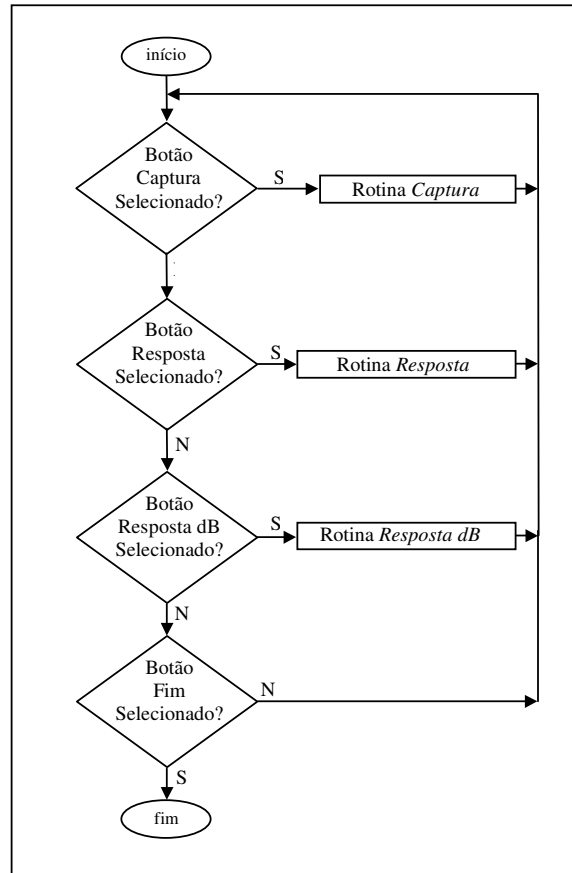 início
Botão
Captura
Selecionado?
S
Rotina Captura
Botão
Resposta
Selecionado?
S
Rotina Resposta
N
Botão
Resposta dB
Selecionado?
S
Rotina Resposta dB
N
Botão
Fim
Selecionado?
N
S
fim